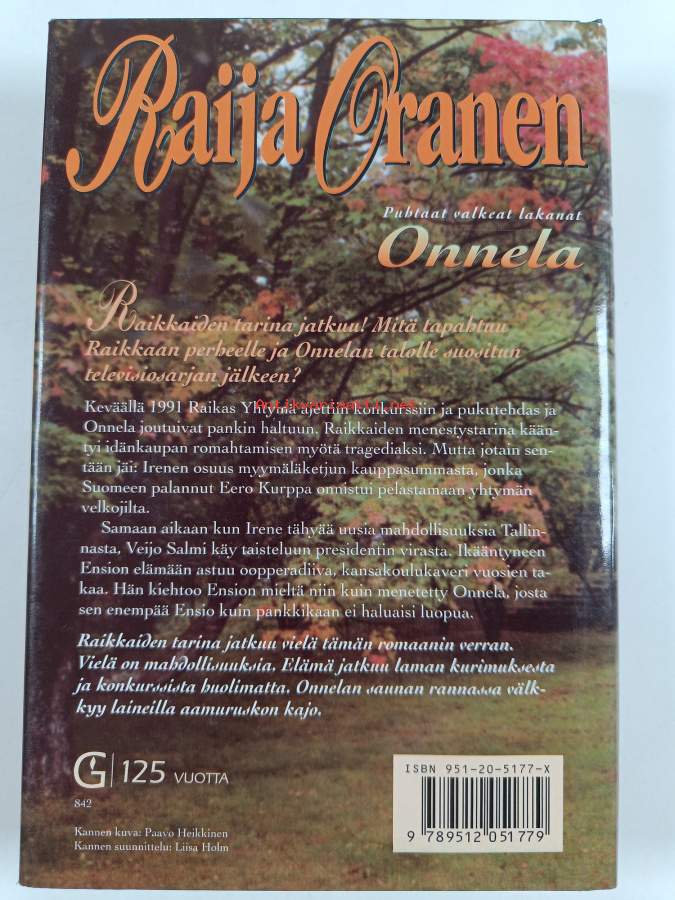 Raija Oranen
Puhtaat valkeat lakanat
Onnela
Raikkaiden tarina jatkuu! Mitä tapahtuu
Raikkaan perheelle ja Onnelan talolle suositun
televisiosarjan jälkeen?
Antikvariaatti.net
Keväällä 1991 Raikas Yhtymä ajettiin konkurssiin ja pukutehdas ja
Onnela joutuivat pankin haltuun. Raikkaiden menestystarina kään-
tyi idänkaupan romahtamisen myötä tragediaksi. Mutta jotain sen-
tään jäi: Irenen osuus myymäläketjun kauppasummasta, jonka
Suomeen palannut Eero Kurppa onnistui pelastamaan yhtymän
velkojilta.
Samaan aikaan kun Irene tähyää uusia mahdollisuuksia Tallin-
nasta, Veijo Salmi käy taisteluun presidentin virasta. Ikääntyneen
Ension elämään astuu oopperadiiva, kansakoulukaveri vuosien ta-
kaa. Hän kiehtoo Ension mieltä niin kuin menetetty Onnela, josta
sen enempää Ensio kuin pankkikaan ei haluaisi luopua.
Raikkaiden tarina jatkuu vielä tämän romaanin verran.
Vielä on mahdollisuuksia. Elämä jatkuu laman kurimuksesta
ja konkurssista huolimatta. Onnelan saunan rannassa välk-
kyy laineilla aamuruskon kajo.
G 125 VUOTTA
842
Kannen kuva: Paavo Heikkinen
Kannen suunnittelu: Liisa Holm
ISBN 951-20-5177-X
9 789512 051779